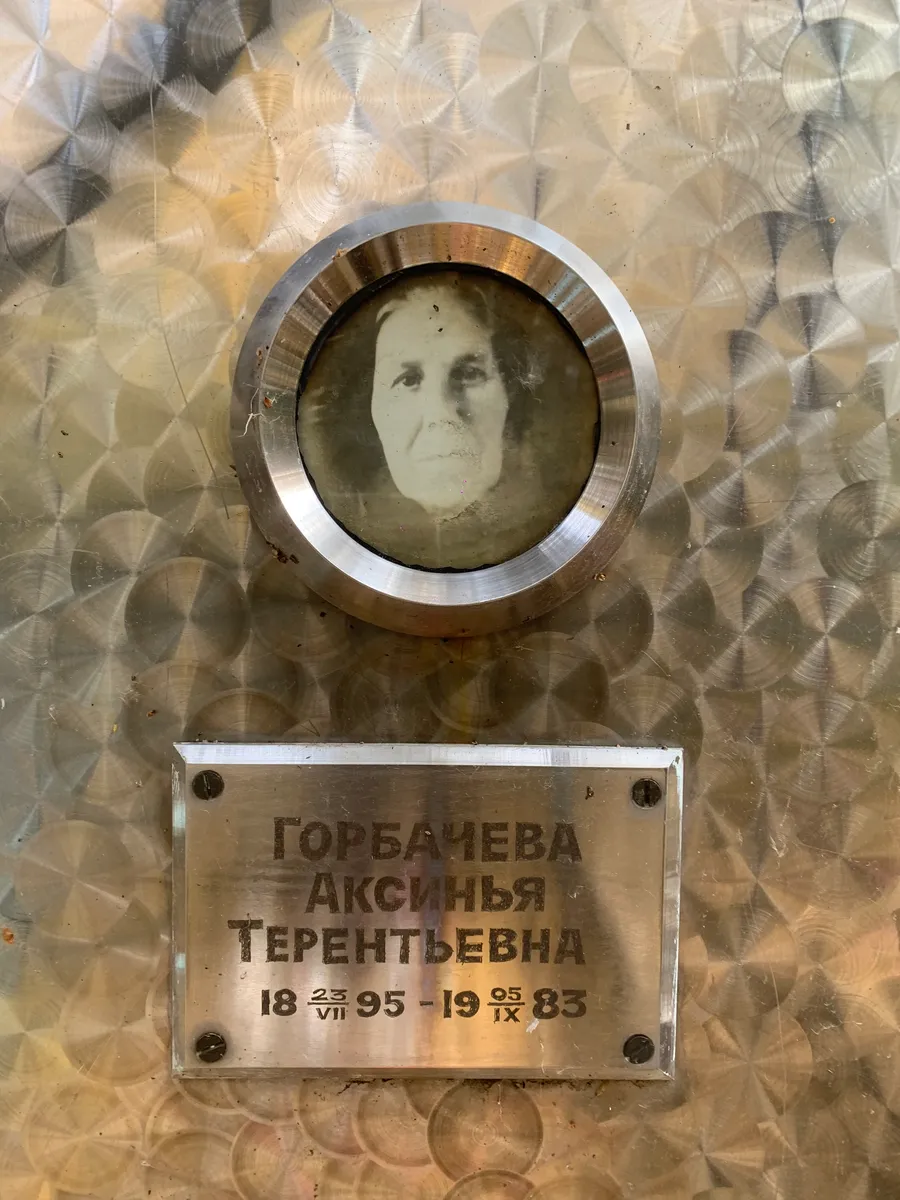 ГОРБАЧЕВА
АКСИНЬЯ
ТЕРЕНТЬЕВНА
18 23/VII 95 - 19 05/IX 83